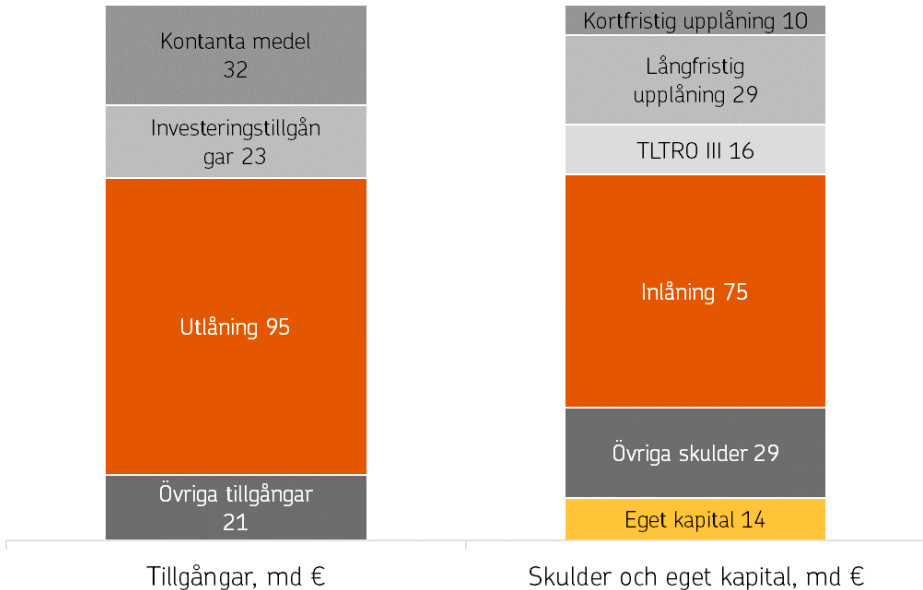 Kontanta medel
32
Investeringstillgån
gar 23
Utlåning 95
Övriga tillgångar
21
Tillgångar, md €
Kortfristig upplåning 10
Långfristig
upplåning 29
TLTRO III 16
Inlåning 75
Övriga skulder 29
Eget kapital 14
Skulder och eget kapital, md €